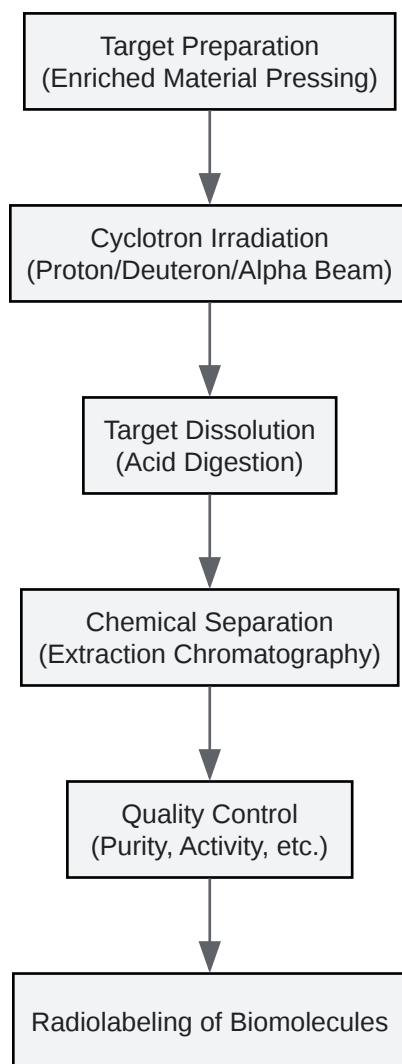 Target Preparation
(Enriched Material Pressing)
Cyclotron Irradiation
(Proton/Deuteron/Alpha Beam)
Target Dissolution
(Acid Digestion)
Chemical Separation
(Extraction Chromatography)
Quality Control
(Purity, Activity, etc.)
Radiolabeling of Biomolecules